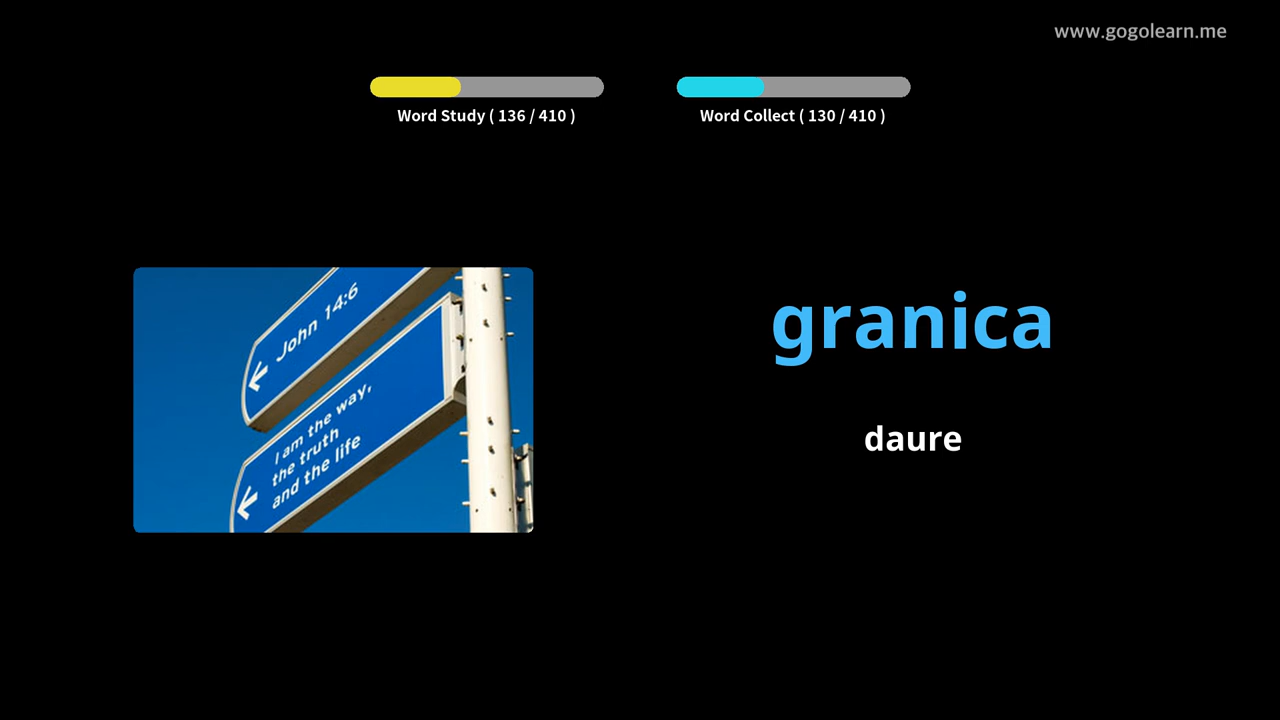 www.gogolearn.me
Word Study ( 136 / 410 )
Word Collect ( 130 / 410 )
John 14:6
I am the way,
the truth
and the life
granica
daure